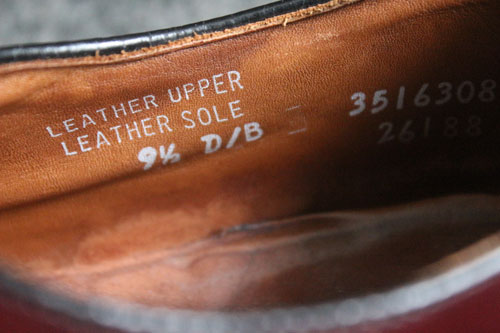 LEATHER UPPER
LEATHER SOLE
9½ D/B 3516308
26188